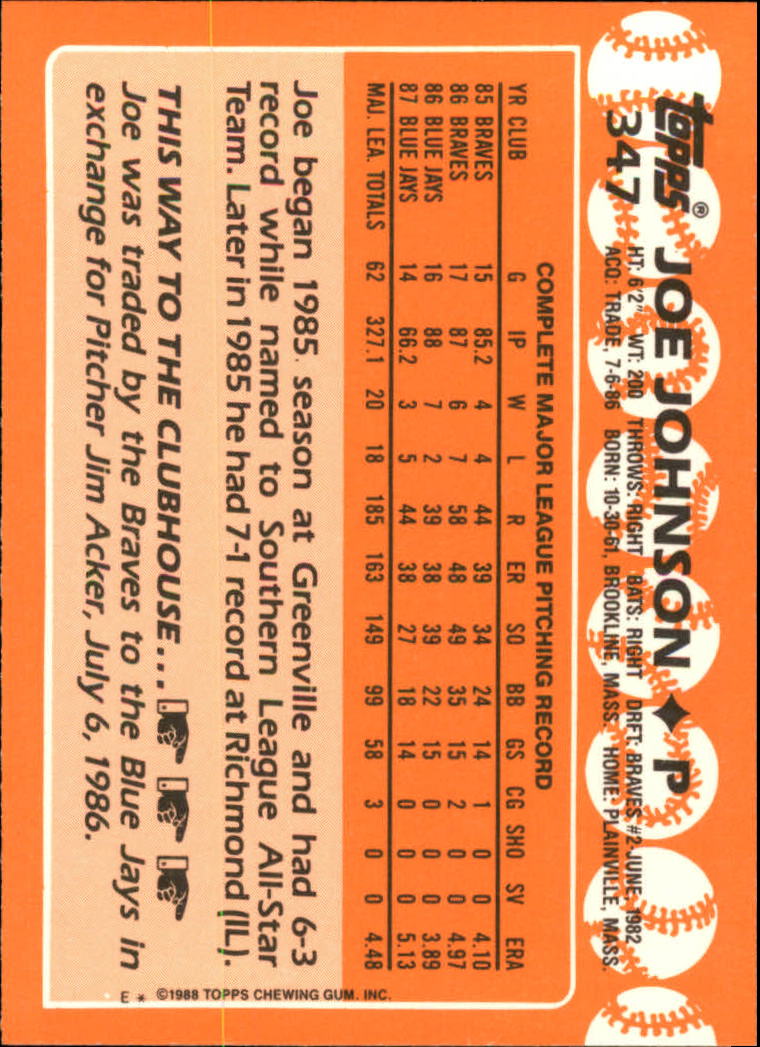 topps®
JOE JOHNSON ♦ P
347
HT: 6'2" WT: 200 THROWS: RIGHT BATS: RIGHT DRFT: BRAVES #2-JUNE, 1982
ACQ: TRADE, 7-6-86 BORN: 10-30-61, BROOKLINE, MASS. HOME: PLAINVILLE, MASS.
COMPLETE MAJOR LEAGUE PITCHING RECORD
YR CLUB G IP W L R ER SO BB GS CG SHO SV ERA
85 BRAVES 15 85.2 4 4 44 39 34 24 14 1 0 0 4.10
86 BRAVES 17 87 6 7 58 48 49 35 15 2 0 0 4.97
86 BLUE JAYS 16 88 7 2 39 38 39 22 15 0 0 0 3.89
87 BLUE JAYS 14 66.2 3 5 44 38 27 18 14 0 0 0 5.13
MAJ. LEA. TOTALS 62 327.1 20 18 185 163 149 99 58 3 0 0 4.48
Joe began 1985 season at Greenville and had 6-3
record while named to Southern League All-Star
Team. Later in 1985 he had 7-1 record at Richmond (IL).
THIS WAY TO THE CLUBHOUSE...
Joe was traded by the Braves to the Blue Jays in
exchange for Pitcher Jim Acker, July 6, 1986.
E * ©1988 TOPPS CHEWING GUM. INC.